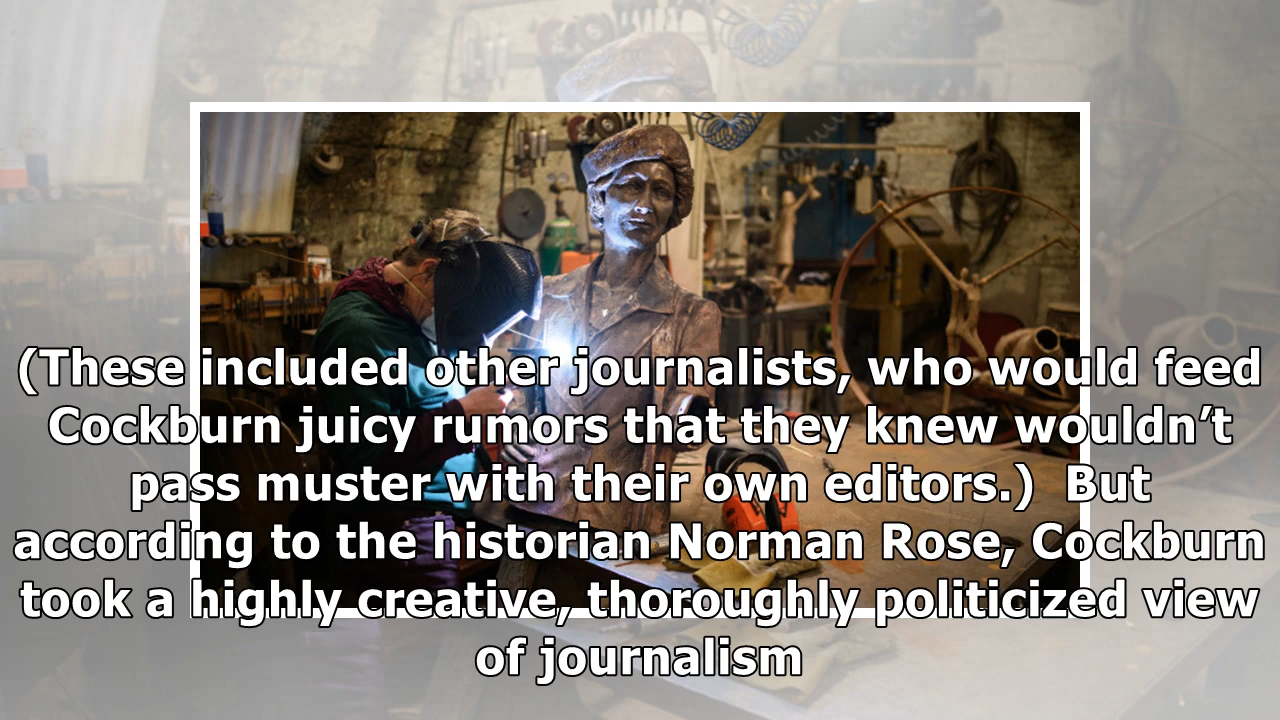 (These included other journalists, who would feed
Cockburn juicy rumors that they knew wouldn’t
pass muster with their own editors.)  But
according to the historian Norman Rose, Cockburn
took a highly creative, thoroughly politicized view
of journalism